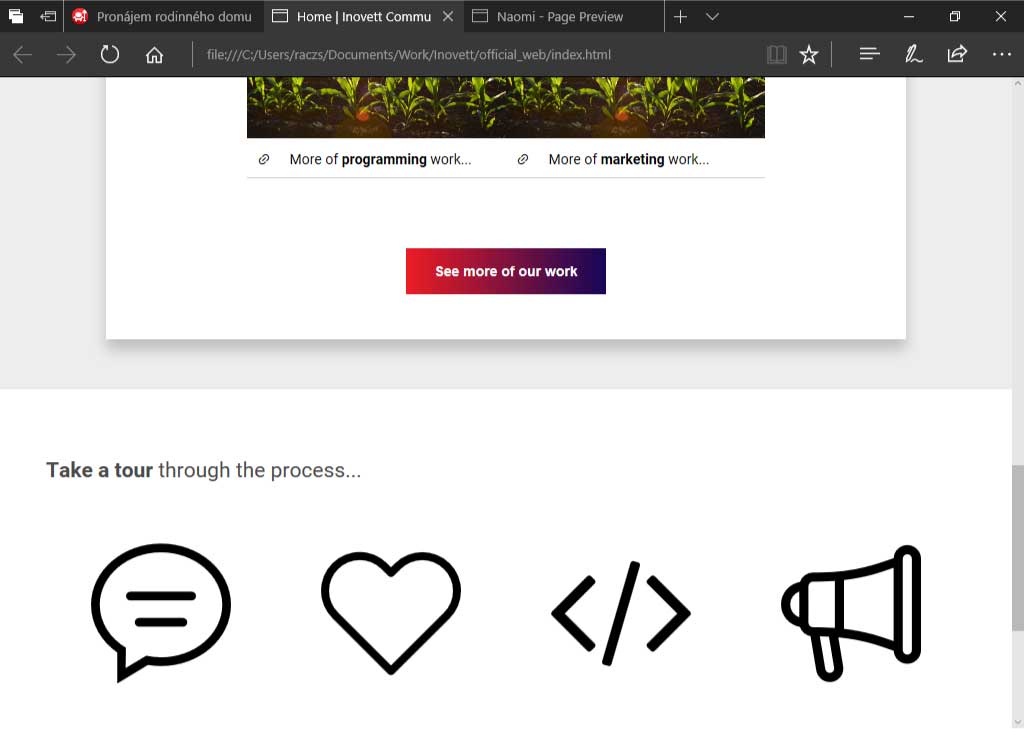 Pronájem rodinného domu
Home | Inovett Commu
Naomi - Page Preview
file:///C:/Users/raczs/Documents/Work/Inovett/official_web/index.html
More of programming work...
More of marketing work...
See more of our work
Take a tour through the process...